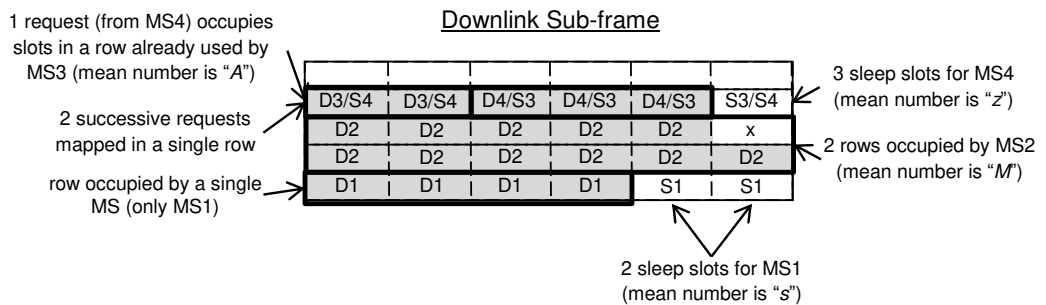 Downlink Sub-frame
1 request (from MS4) occupies
slots in a row already used by
MS3 (mean number is “A”)
2 successive requests
mapped in a single row
row occupied by a single
MS (only MS1)
D3/S4 D3/S4 D4/S3 D4/S3 D4/S3 S3/S4
D2 D2 D2 D2 D2 x
D2 D2 D2 D2 D2 D2
D1 D1 D1 D1 S1 S1
3 sleep slots for MS4
(mean number is “z”)
2 rows occupied by MS2
(mean number is “M”)
2 sleep slots for MS1
(mean number is “s”)